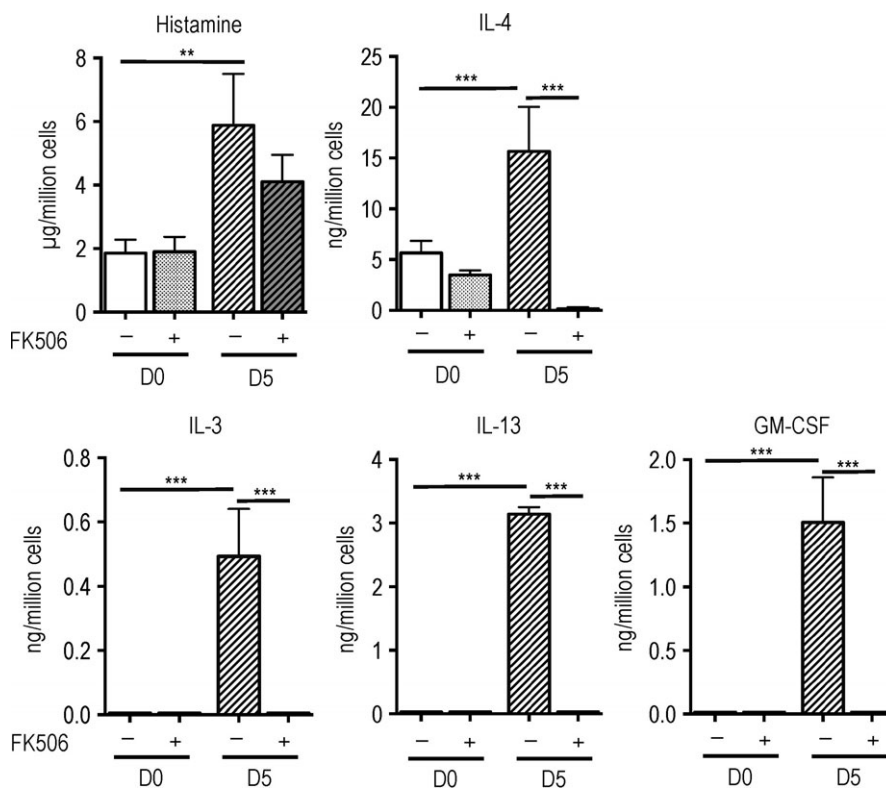 Histamine
IL-4
µg/million cells
8
6
4
2
0
**
ng/million cells
25
20
15
10
5
0
***
***
FK506
− + − +
− + − +
D0 D5
D0 D5
IL-3
IL-13
GM-CSF
ng/million cells
0.8
0.6
0.4
0.2
0.0
***
***
ng/million cells
4
3
2
1
0
***
***
ng/million cells
2.0
1.5
1.0
0.5
0.0
***
***
FK506
− + − +
− + − +
− + − +
D0 D5
D0 D5
D0 D5